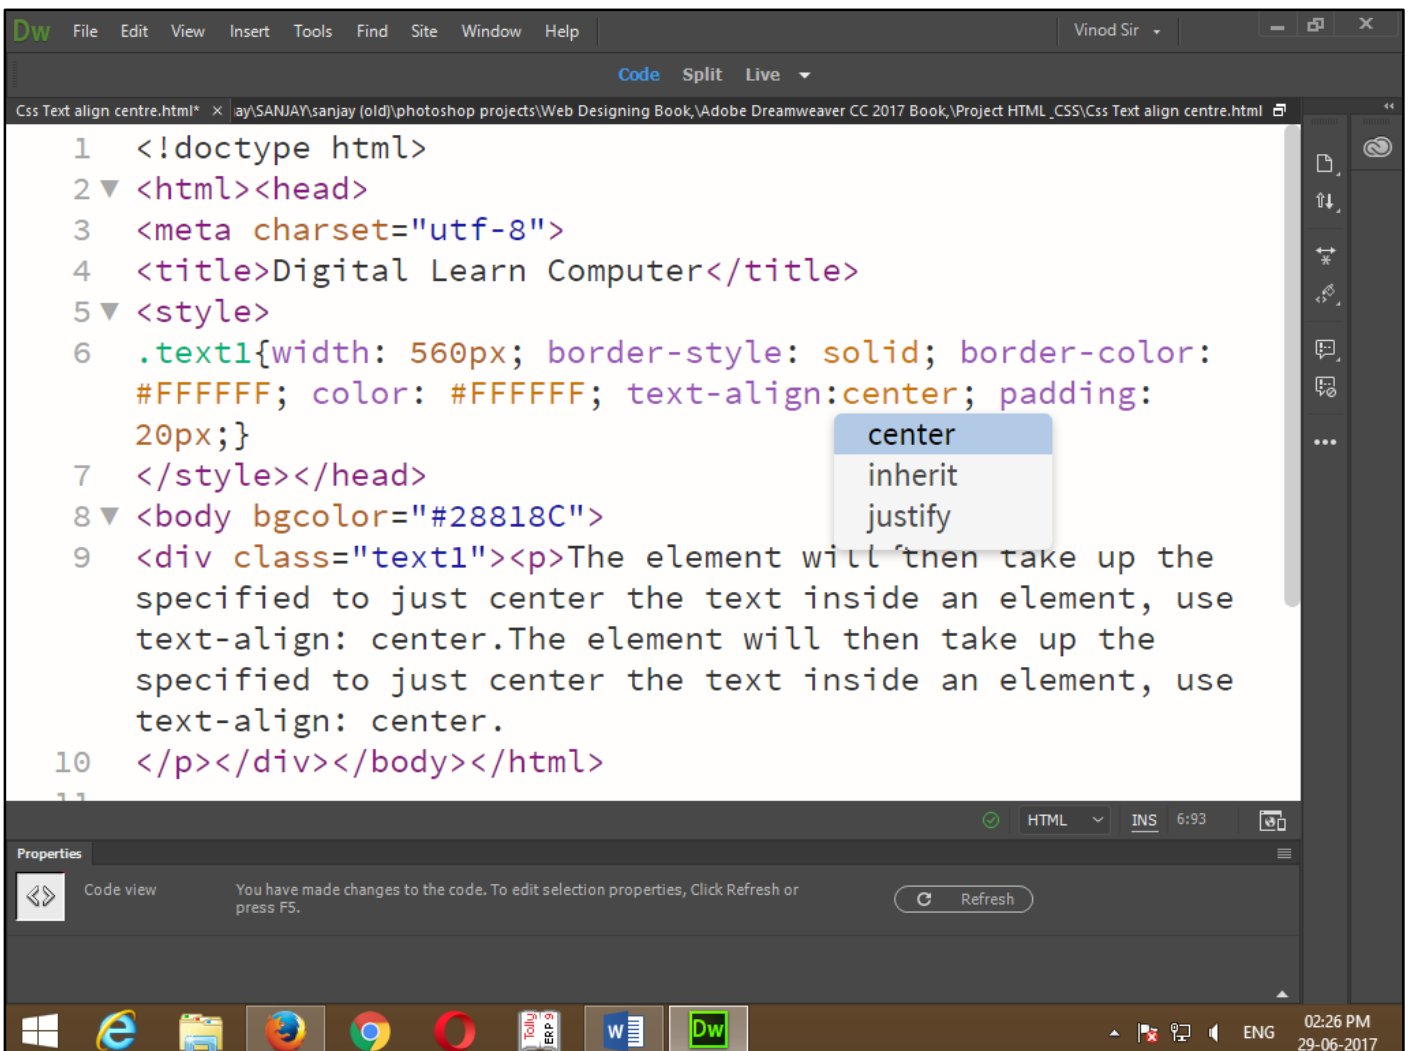 Dw File Edit View Insert Tools Find Site Window Help Vinod Sir
Code Split Live
Css Text align centre.html* × jay\SANJAY\sanjay (old)\photoshop projects\Web Designing Book,\Adobe Dreamweaver CC 2017 Book,\Project HTML_CSS\Css Text align centre.html
1 <!doctype html>
2 <html><head>
3 <meta charset="utf-8">
4 <title>Digital Learn Computer</title>
5 <style>
6 .text1{width: 560px; border-style: solid; border-color:
#FFFFFF; color: #FFFFFF; text-align:center; padding:
20px;}
center
inherit
justify
7 </style></head>
8 <body bgcolor="#28818C">
9 <div class="text1"><p>The element will then take up the
specified to just center the text inside an element, use
text-align: center.The element will then take up the
specified to just center the text inside an element, use
text-align: center.
10 </p></div></body></html>
11
HTML INS 6:93
Properties
Code view You have made changes to the code. To edit selection properties, Click Refresh or
press F5.
Refresh
Tally ERP 9
W
Dw
ENG
02:26 PM
29-06-2017